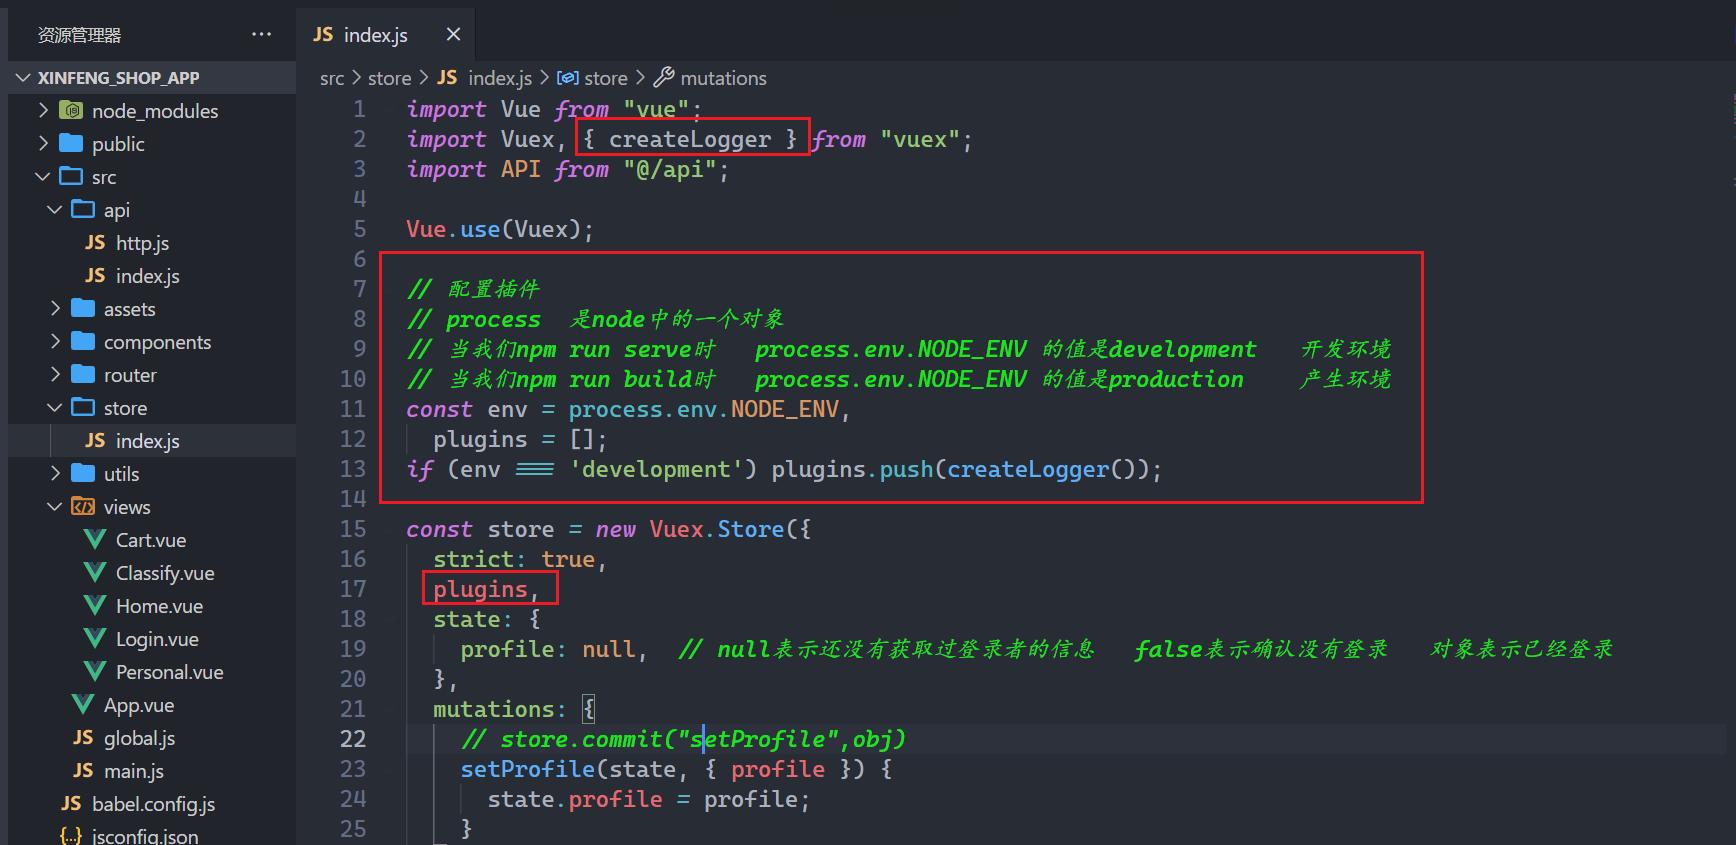 资源管理器 ···
XINFENG_SHOP_APP
node_modules
public
src
api
JS http.js
JS index.js
assets
components
router
store
JS index.js
utils
views
Cart.vue
Classify.vue
Home.vue
Login.vue
Personal.vue
App.vue
JS global.js
JS main.js
JS babel.config.js
{..} jsconfig.json
JS index.js ×
src > store > JS index.js > store > mutations
1 import Vue from "vue";
2 import Vuex, { createLogger } from "vuex";
3 import API from "@/api";
4
5 Vue.use(Vuex);
6
7 // 配置插件
8 // process 是node中的一个对象
9 // 当我们npm run serve时 process.env.NODE_ENV 的值是development 开发环境
10 // 当我们npm run build时 process.env.NODE_ENV 的值是production 产生环境
11 const env = process.env.NODE_ENV,
12 plugins = [];
13 if (env === 'development') plugins.push(createLogger());
14
15 const store = new Vuex.Store({
16 strict: true,
17 plugins,
18 state: {
19 profile: null, // null表示还没有获取过登录者的信息 false表示确认没有登录 对象表示已经登录
20 },
21 mutations: {
22 // store.commit("setProfile",obj)
23 setProfile(state, { profile }) {
24 state.profile = profile;
25 }